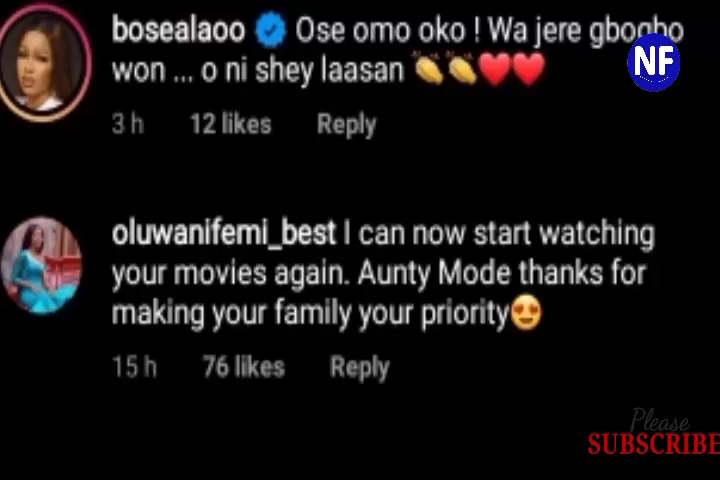 bosealaoo Ose omo oko ! Wa jere gbogbo
won ... o ni shey laasan 👏👏❤️❤️
3 h 12 likes Reply
NF
oluwanifemi_best I can now start watching
your movies again. Aunty Mode thanks for
making your family your priority😍
15 h 76 likes Reply
Please
SUBSCRIBE